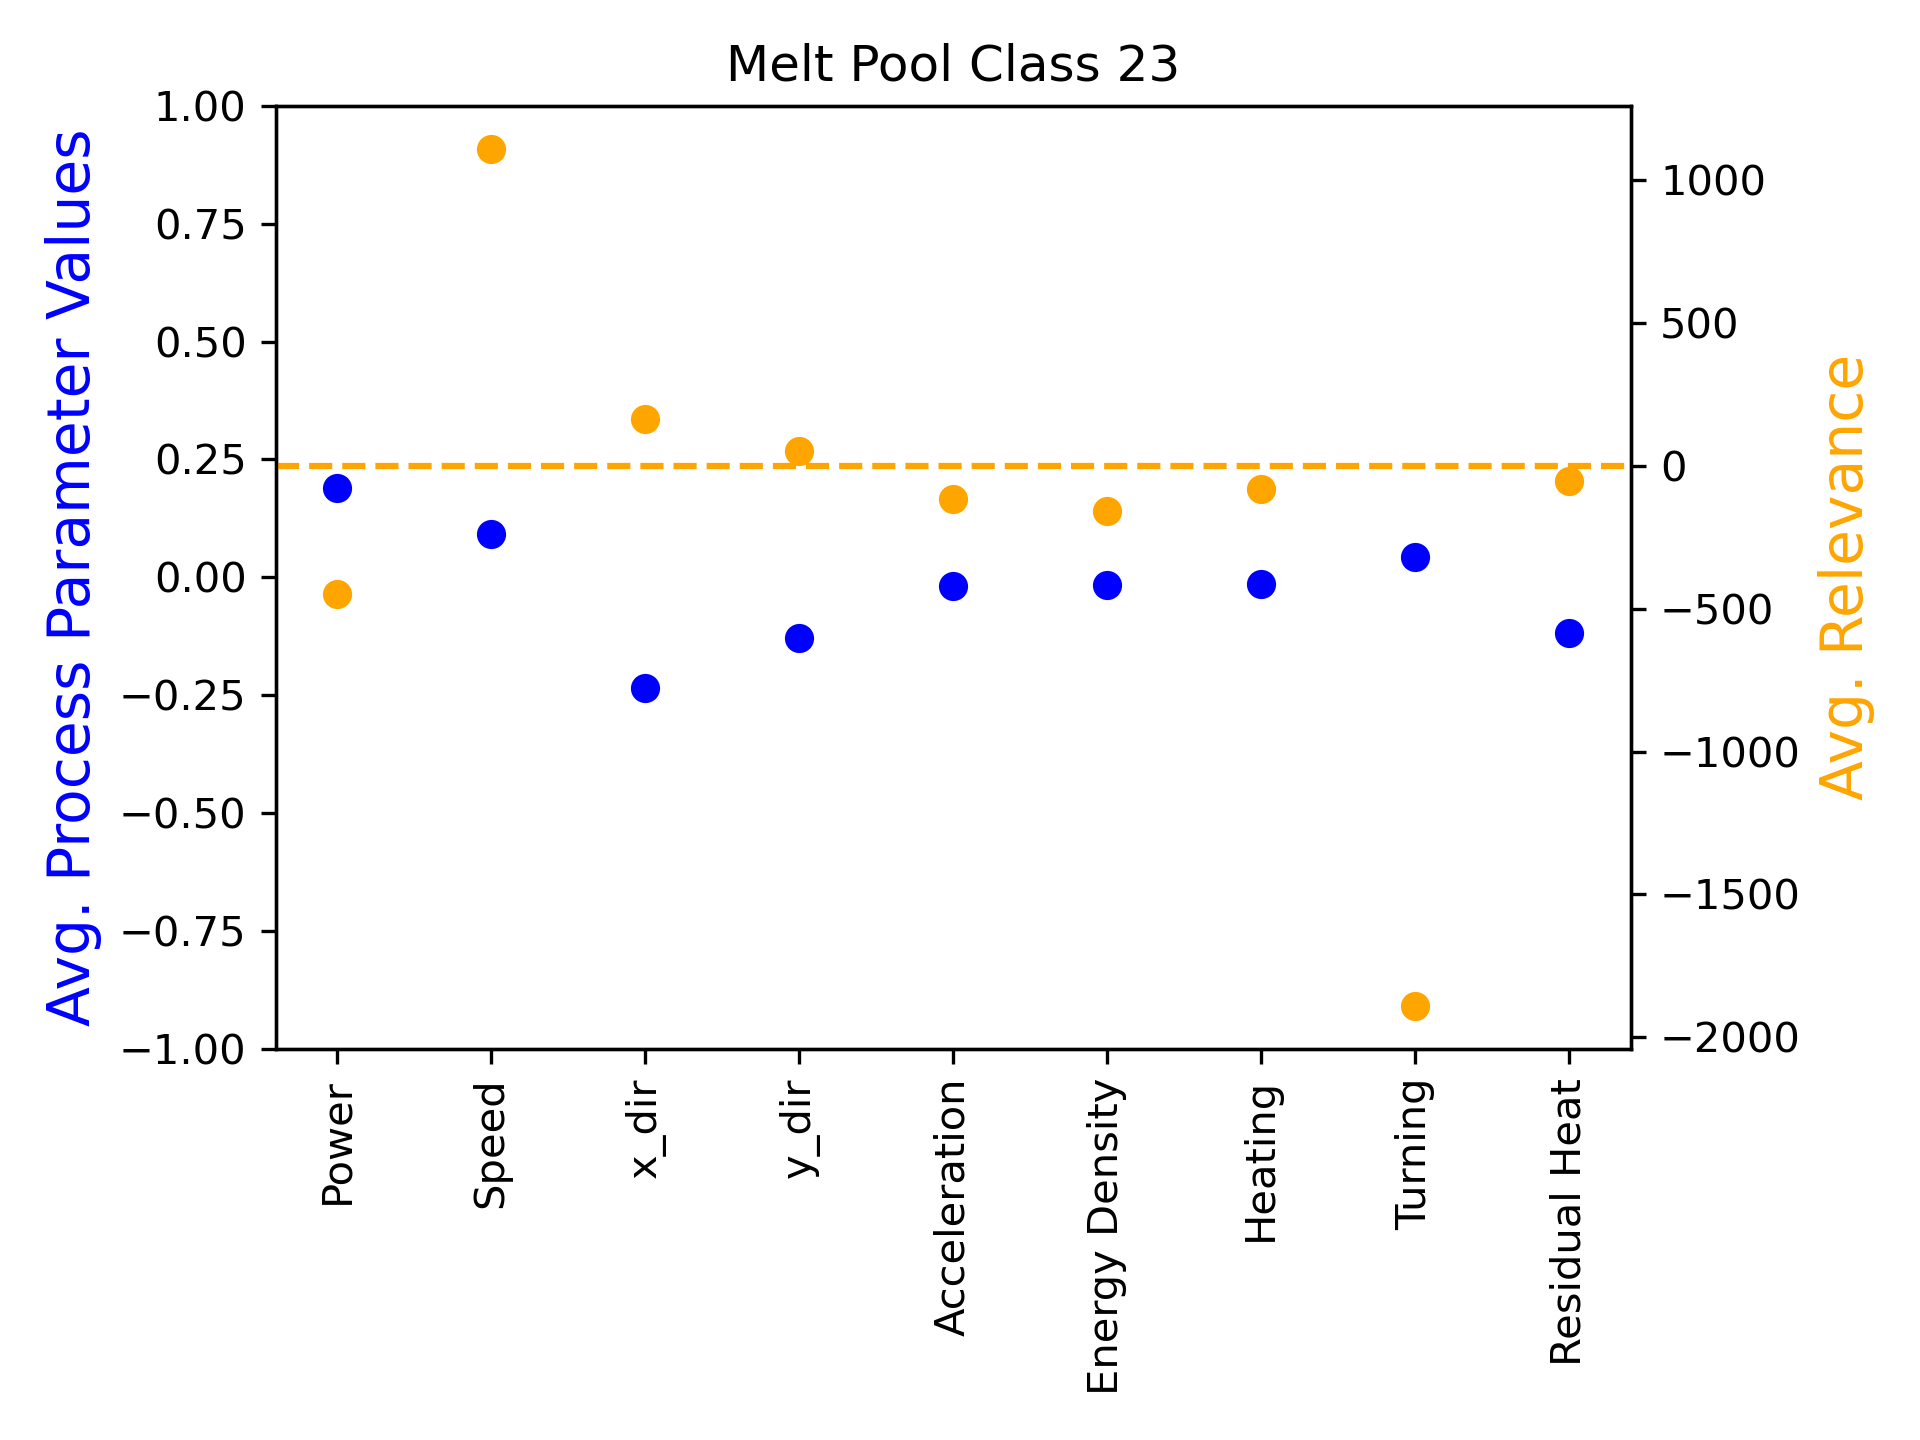 Melt Pool Class 23
Avg. Process Parameter Values
1.00
0.75
0.50
0.25
0.00
−0.25
−0.50
−0.75
−1.00
1000
500
0
−500
−1000
−1500
−2000
Avg. Relevance
Power
Speed
x_dir
y_dir
Acceleration
Energy Density
Heating
Turning
Residual Heat